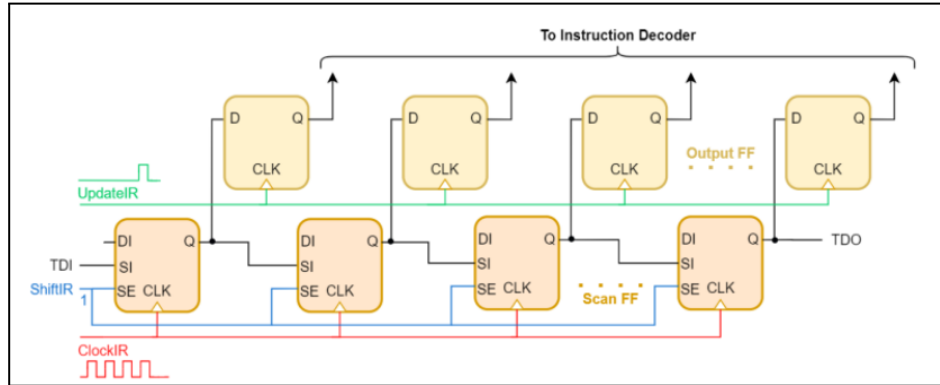 To Instruction Decoder
D Q
CLK
D Q
CLK
D Q
CLK
Output FF
D Q
CLK
UpdateIR
DI Q
SI
SE CLK
DI Q
SI
SE CLK
DI Q
SI
SE CLK
Scan FF
DI Q
SI
SE CLK
TDO
TDI
ShiftIR
1
ClockIR